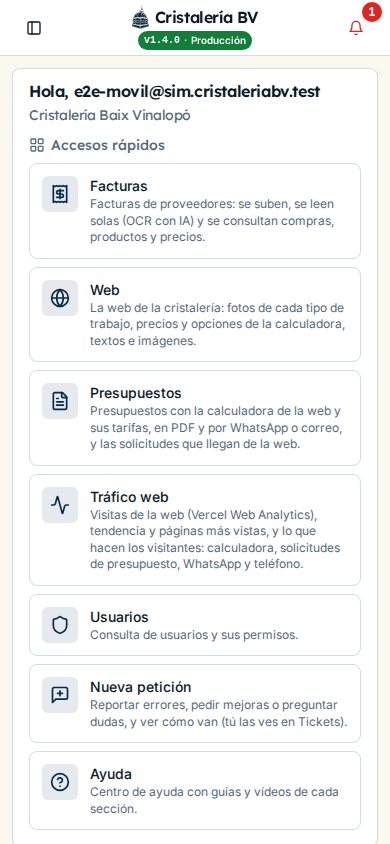 Cristalería BV
1
v1.4.0 · Producción
Hola, e2e-movil@sim.cristaleriabv.test
Cristalería Baix Vinalopó
Accesos rápidos
Facturas
Facturas de proveedores: se suben, se leen
solas (OCR con IA) y se consultan compras,
productos y precios.
Web
La web de la cristalería: fotos de cada tipo de
trabajo, precios y opciones de la calculadora,
textos e imágenes.
Presupuestos
Presupuestos con la calculadora de la web y
sus tarifas, en PDF y por WhatsApp o correo,
y las solicitudes que llegan de la web.
Tráfico web
Visitas de la web (Vercel Web Analytics),
tendencia y páginas más vistas, y lo que
hacen los visitantes: calculadora, solicitudes
de presupuesto, WhatsApp y teléfono.
Usuarios
Consulta de usuarios y sus permisos.
Nueva petición
Reportar errores, pedir mejoras o preguntar
dudas, y ver cómo van (tú las ves en Tickets).
Ayuda
Centro de ayuda con guías y vídeos de cada
sección.